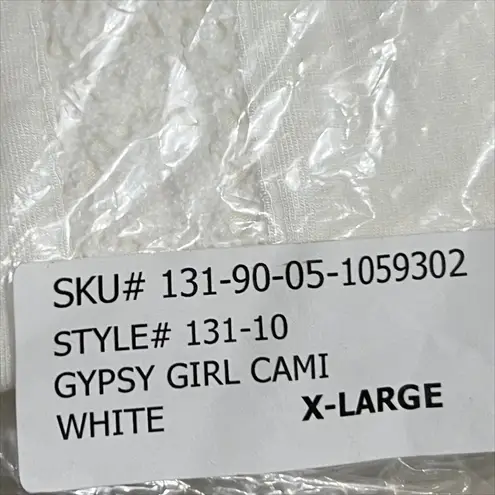 SKU# 131-90-05-1059302
STYLE# 131-10
GYPSY GIRL CAMI
WHITE X-LARGE